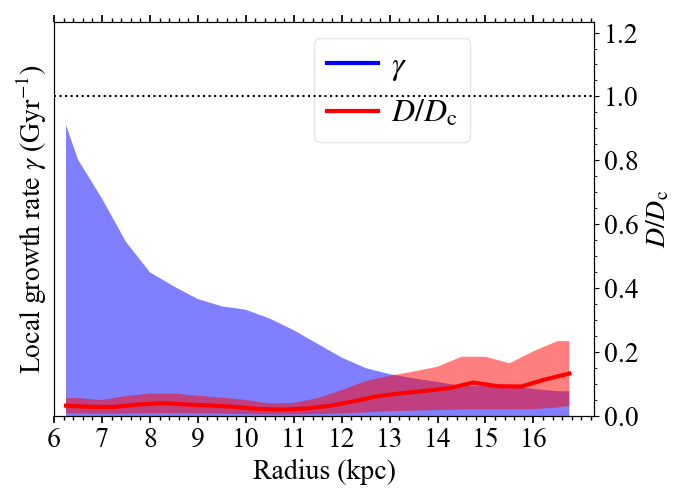 Local growth rate γ (Gyr⁻¹)
γ
D/Dc
1.2
1.0
0.8
0.6
0.4
0.2
0.0
D/Dc
6 7 8 9 10 11 12 13 14 15 16
Radius (kpc)